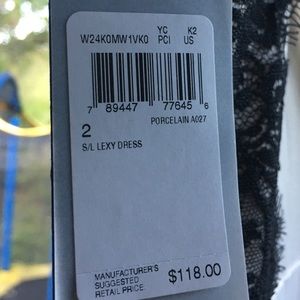 W24K0MW1VK0 YC K2
PCI US
7 89447 77645 6
2 PORCELAIN A027
S/L LEXY DRESS
MANUFACTURER'S
SUGGESTED
RETAIL PRICE
$118.00